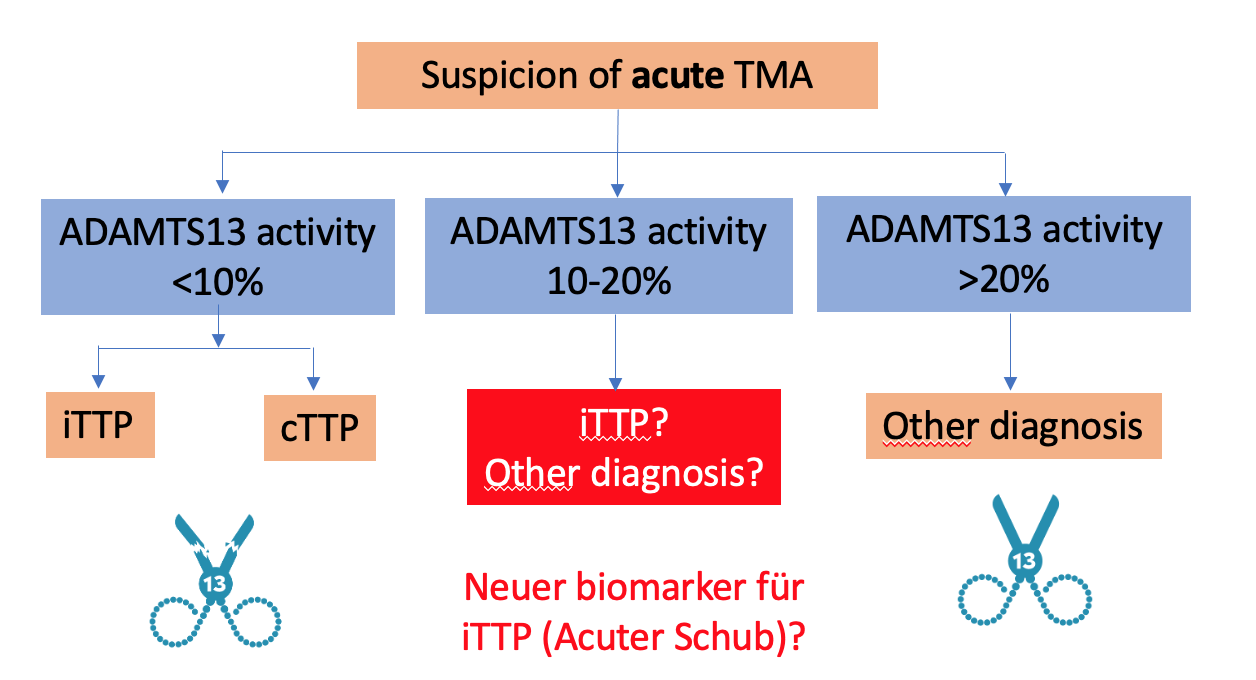 Suspicion of acute TMA
ADAMTS13 activity
<10%
ADAMTS13 activity
10-20%
ADAMTS13 activity
>20%
iTTP
cTTP
iTTP?
Other diagnosis?
Other diagnosis
13
13
Neuer biomarker für
iTTP (Acuter Schub)?